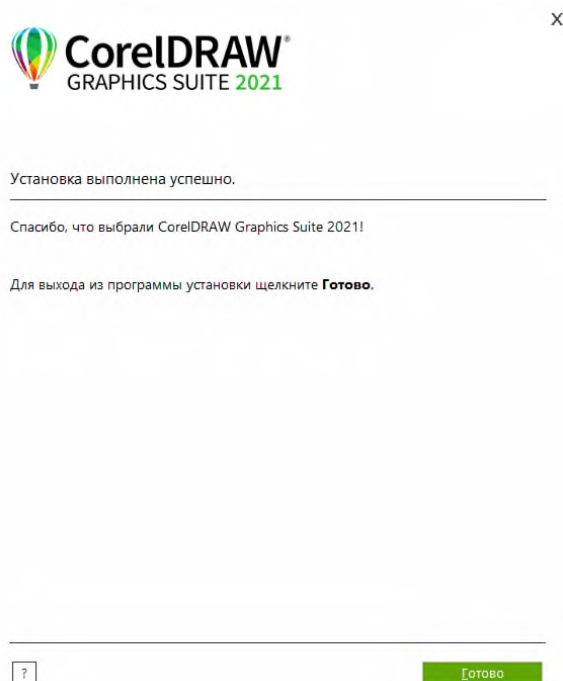 X
CorelDRAW®
GRAPHICS SUITE 2021
Установка выполнена успешно.
Спасибо, что выбрали CorelDRAW Graphics Suite 2021!
Для выхода из программы установки щелкните Готово.
?
Готово